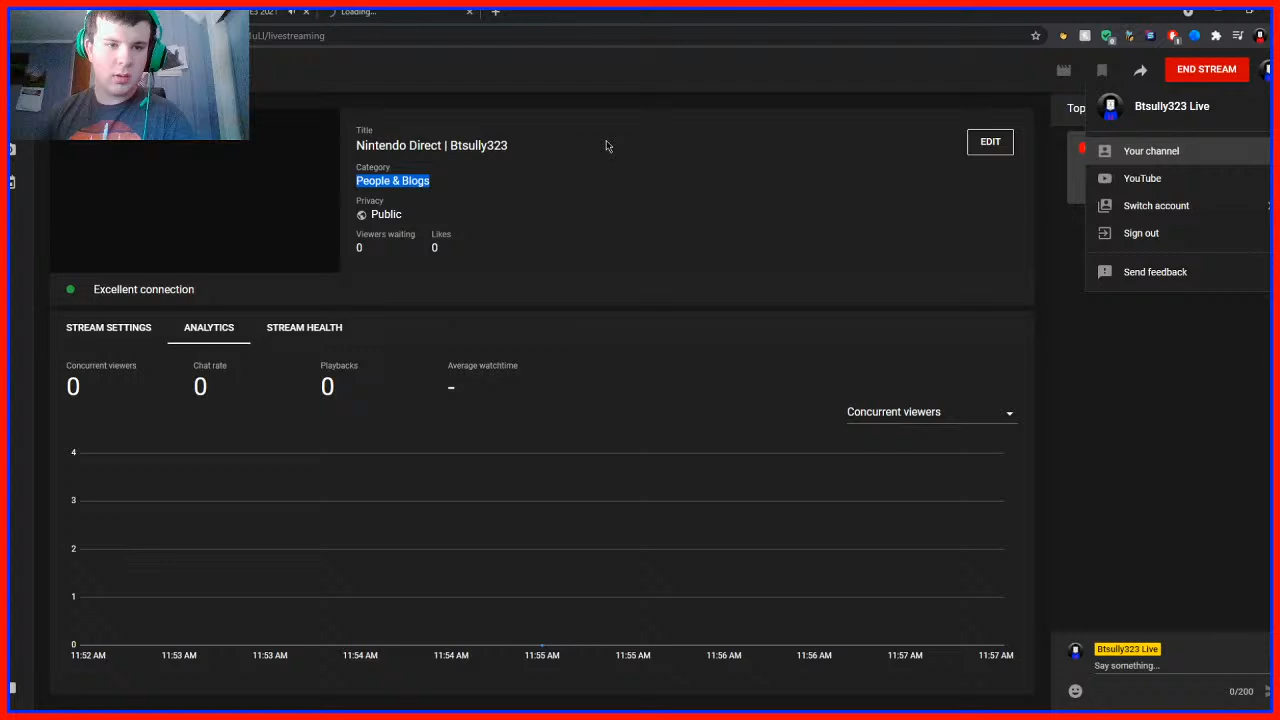 E3 2021
Loading...
/livestreaming
END STREAM
Btsully323 Live
Your channel
YouTube
Switch account
Sign out
Send feedback
Top
Title
Nintendo Direct | Btsully323
EDIT
Category
People & Blogs
Privacy
Public
Viewers waiting Likes
0 0
Excellent connection
STREAM SETTINGS ANALYTICS STREAM HEALTH
Concurrent viewers Chat rate Playbacks Average watchtime
0 0 0 -
Concurrent viewers
4
3
2
1
0
11:52 AM 11:53 AM 11:53 AM 11:54 AM 11:54 AM 11:55 AM 11:55 AM 11:56 AM 11:56 AM 11:57 AM 11:57 AM
Btsully323 Live
Say something...
0/200